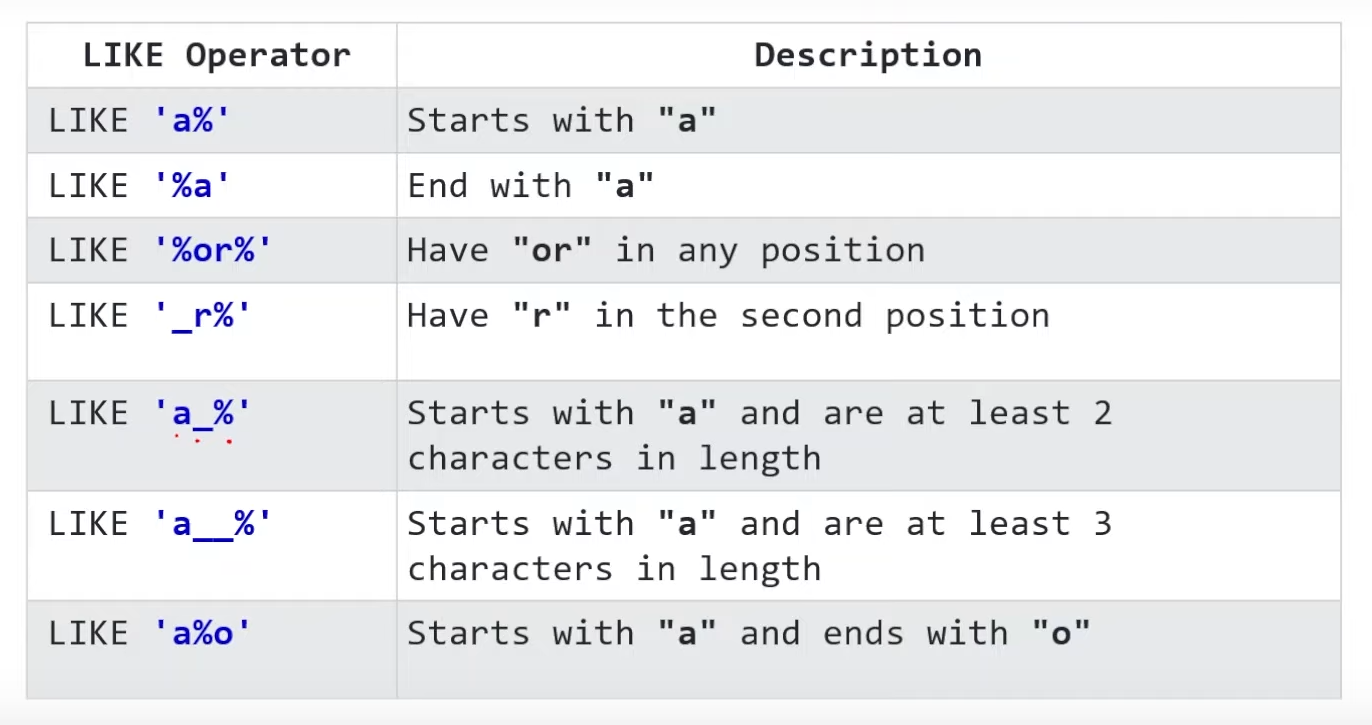 LIKE Operator Description
LIKE 'a%' Starts with "a"
LIKE '%a' End with "a"
LIKE '%or%' Have "or" in any position
LIKE '_r%' Have "r" in the second position
LIKE 'a_%' Starts with "a" and are at least 2
characters in length
LIKE 'a__%' Starts with "a" and are at least 3
characters in length
LIKE 'a%o' Starts with "a" and ends with "o"